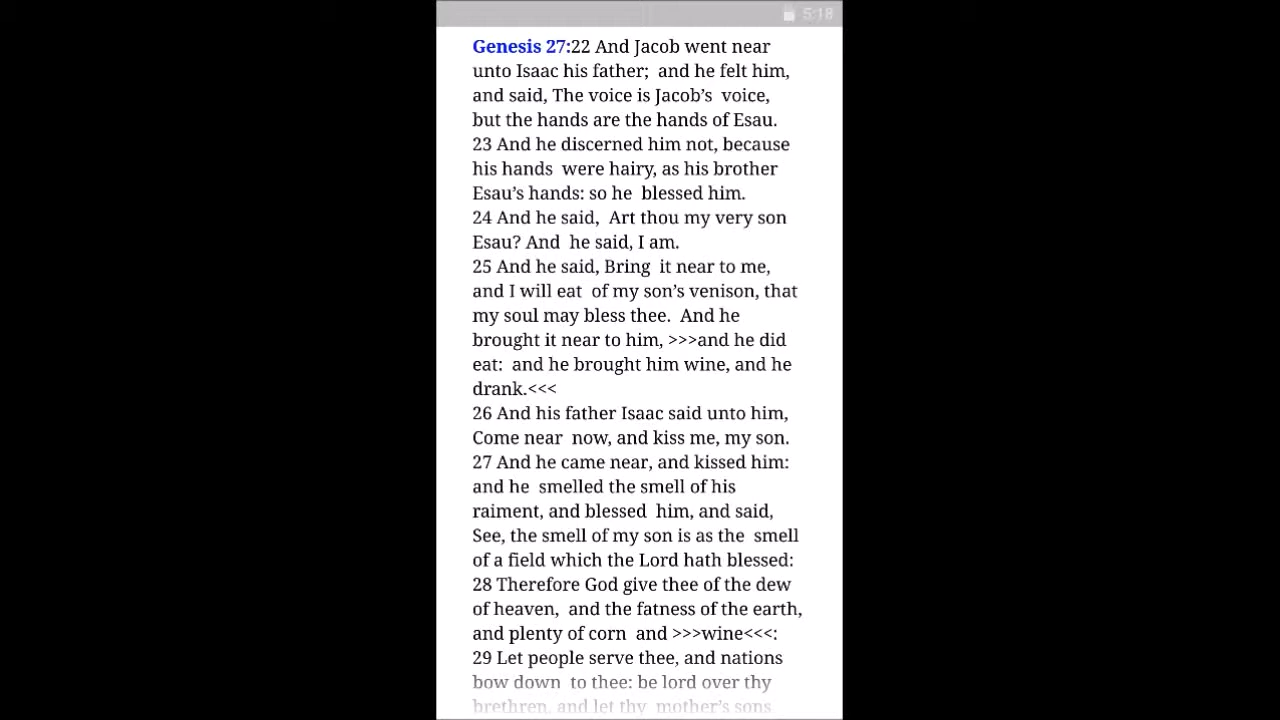 5:18
Genesis 27:22 And Jacob went near
unto Isaac his father;  and he felt him,
and said, The voice is Jacob’s  voice,
but the hands are the hands of Esau.
23 And he discerned him not, because
his hands  were hairy, as his brother
Esau’s hands: so he  blessed him.
24 And he said,  Art thou my very son
Esau? And  he said, I am.
25 And he said, Bring  it near to me,
and I will eat  of my son’s venison, that
my soul may bless thee.  And he
brought it near to him, >>>and he did
eat:  and he brought him wine, and he
drank.<<<
26 And his father Isaac said unto him,
Come near  now, and kiss me, my son.
27 And he came near, and kissed him:
and he  smelled the smell of his
raiment, and blessed  him, and said,
See, the smell of my son is as the  smell
of a field which the Lord hath blessed:
28 Therefore God give thee of the dew
of heaven,  and the fatness of the earth,
and plenty of corn  and >>>wine<<<:
29 Let people serve thee, and nations
bow down  to thee: be lord over thy
brethren, and let thy  mother’s sons